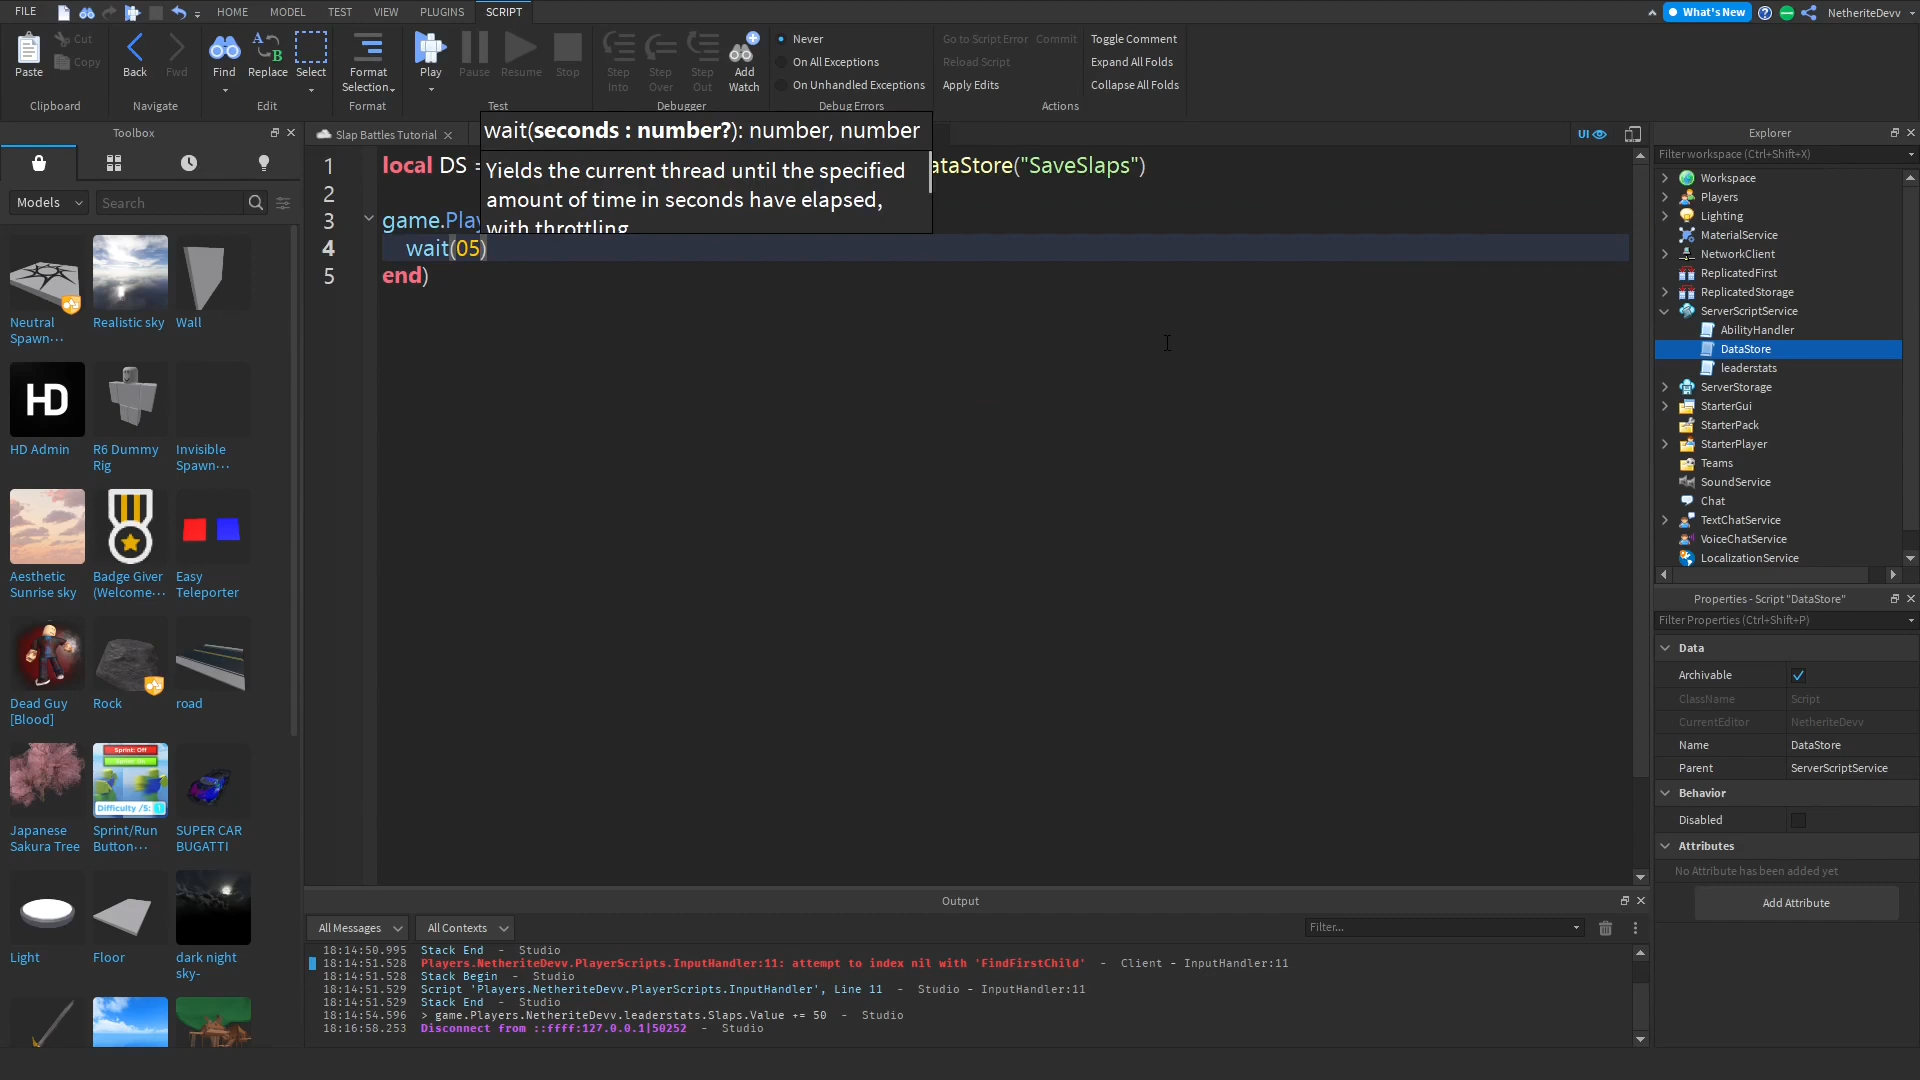 FILE HOME MODEL TEST VIEW PLUGINS SCRIPT What's New NetheriteDevv
Paste Cut Copy Back Fwd Find Replace Select Format Selection Play Pause Resume Stop Step Into Step Over Step Out Add Watch
Never
On All Exceptions
On Unhandled Exceptions
Go to Script Error Commit Toggle Comment
Reload Script Expand All Folds
Apply Edits Collapse All Folds
Clipboard Navigate Edit Format Test Debugger Debug Errors Actions
Toolbox
Models Search
Neutral Spawn...
Realistic sky
Wall
HD
HD Admin
R6 Dummy Rig
Invisible Spawn...
Aesthetic Sunrise sky
Badge Giver (Welcome...
Easy Teleporter
Dead Guy [Blood]
Rock
road
Sprint: Off
Difficulty /5: 1
Japanese Sakura Tree
Sprint/Run Button...
SUPER CAR BUGATTI
Light
Floor
dark night sky-
Slap Battles Tutorial
UI
wait(seconds : number?): number, number
Yields the current thread until the specified
amount of time in seconds have elapsed,
with throttling
1 local DS = ataStore("SaveSlaps")
2
3 game.Play
4 wait(05)
5 end)
Output
All Messages All Contexts Filter...
18:14:50.995 Stack End - Studio
18:14:51.528 Players.NetheriteDevv.PlayerScripts.InputHandler:11: attempt to index nil with 'FindFirstChild' - Client - InputHandler:11
18:14:51.528 Stack Begin - Studio
18:14:51.529 Script 'Players.NetheriteDevv.PlayerScripts.InputHandler', Line 11 - Studio - InputHandler:11
18:14:51.529 Stack End - Studio
18:14:54.596 > game.Players.NetheriteDevv.leaderstats.Slaps.Value += 50 - Studio
18:16:58.253 Disconnect from ::ffff:127.0.0.1|50252 - Studio
Explorer
Filter workspace (Ctrl+Shift+X)
Workspace
Players
Lighting
MaterialService
NetworkClient
ReplicatedFirst
ReplicatedStorage
ServerScriptService
AbilityHandler
DataStore
leaderstats
ServerStorage
StarterGui
StarterPack
StarterPlayer
Teams
SoundService
Chat
TextChatService
VoiceChatService
LocalizationService
Properties - Script "DataStore"
Filter Properties (Ctrl+Shift+P)
Data
Archivable
ClassName Script
CurrentEditor NetheriteDevv
Name DataStore
Parent ServerScriptService
Behavior
Disabled
Attributes
No Attribute has been added yet
Add Attribute